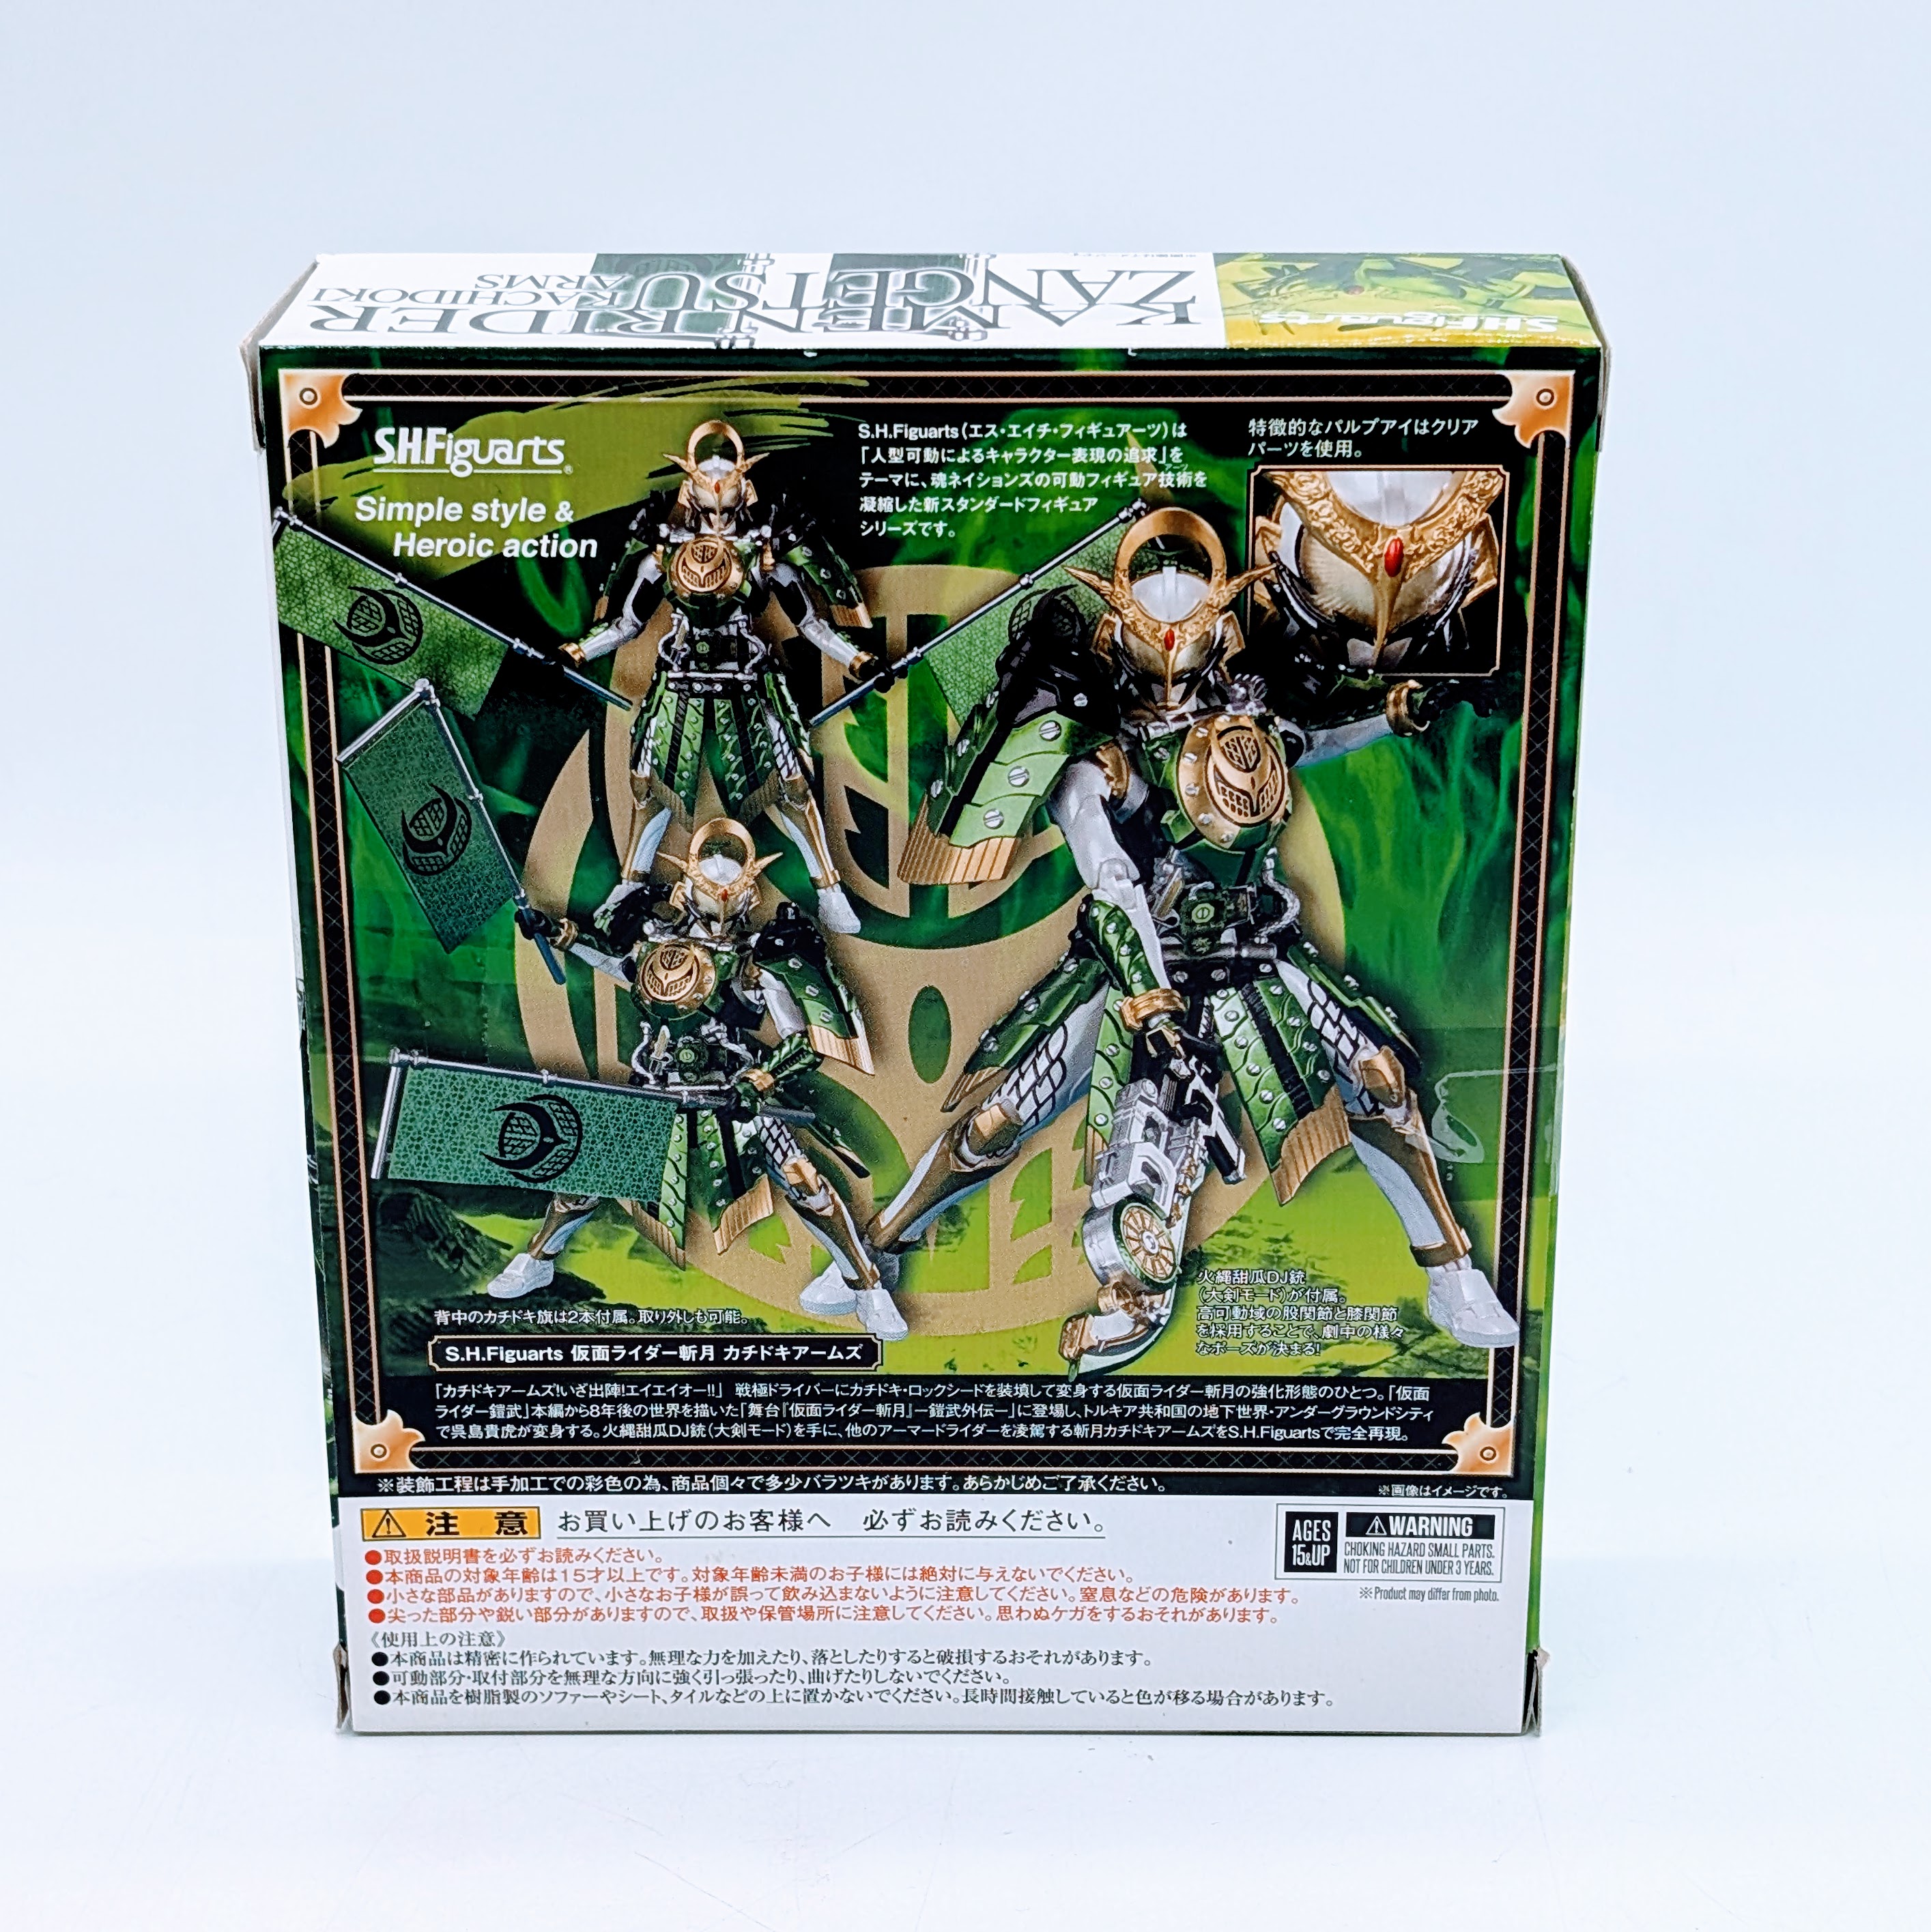 KAMEN RIDER
ZANGETSU KACHIDOKI
ARMS
S.H.Figuarts
S.H.Figuarts
Simple style &
Heroic action
S.H.Figuarts（エス・エイチ・フィギュアーツ）は
「人型可動によるキャラクター表現の追求」を
テーマに、魂ネイションズの可動フィギュア技術を
アーツ
凝縮した新スタンダードフィギュア
シリーズです。
特徴的なパルプアイはクリア
パーツを使用。
火縄甜瓜DJ銃
（大剣モード）が付属。
高可動域の股関節と膝関節
を採用することで、劇中の様々
なポーズが決まる!
背中のカチドキ旗は2本付属。取り外しも可能。
S.H.Figuarts 仮面ライダー斬月 カチドキアームズ
「カチドキアームズ!いざ出陣!エイエイオー!!」 戦極ドライバーにカチドキ・ロックシードを装填して変身する仮面ライダー斬月の強化形態のひとつ。「仮面
ライダー鎧武」本編から8年後の世界を描いた「舞台『仮面ライダー斬月』ー鎧武外伝ー」に登場し、トルキア共和国の地下世界・アンダーグラウンドシティ
で呉島貴虎が変身する。火縄甜瓜DJ銃（大剣モード）を手に、他のアーマードライダーを凌駕する斬月カチドキアームズをS.H.Figuartsで完全再現。
※装飾工程は手加工での彩色の為、商品個々で多少バラツキがあります。あらかじめご了承ください。
※画像はイメージです。
注 意 お買い上げのお客様へ 必ずお読みください。
●取扱説明書を必ずお読みください。
●本商品の対象年齢は15才以上です。対象年齢未満のお子様には絶対に与えないでください。
●小さな部品がありますので、小さなお子様が誤って飲み込まないように注意してください。窒息などの危険があります。
●尖った部分や鋭い部分がありますので、取扱や保管場所に注意してください。思わぬケガをするおそれがあります。
《使用上の注意》
●本商品は精密に作られています。無理な力を加えたり、落としたりすると破損するおそれがあります。
●可動部分・取付部分を無理な方向に強く引っ張ったり、曲げたりしないでください。
●本商品を樹脂製のソファーやシート、タイルなどの上に置かないでください。長時間接触していると色が移る場合があります。
AGES
15&UP
WARNING
CHOKING HAZARD SMALL PARTS.
NOT FOR CHILDREN UNDER 3 YEARS.
※Product may differ from photo.